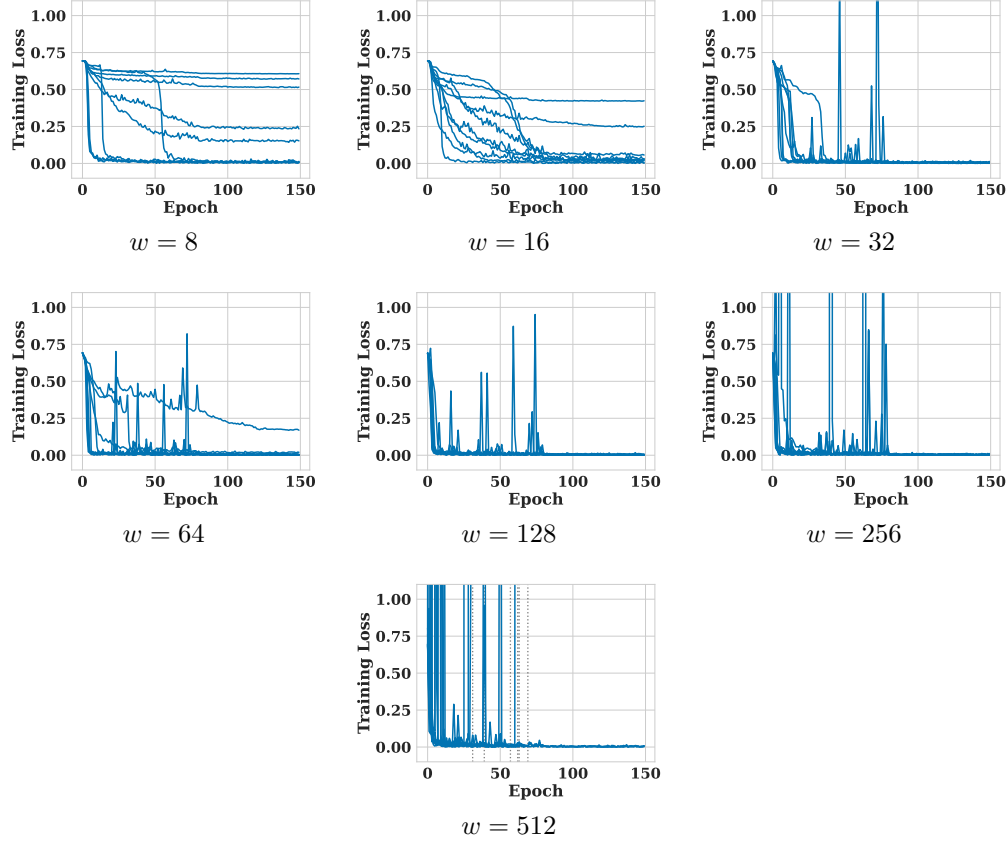 1.00 1.00 1.00
Training Loss Training Loss Training Loss
0.75 0.75 0.75
0.50 0.50 0.50
0.25 0.25 0.25
0.00 0.00 0.00
0 50 100 150 0 50 100 150 0 50 100 150
Epoch Epoch Epoch
w = 8 w = 16 w = 32
1.00 1.00 1.00
Training Loss Training Loss Training Loss
0.75 0.75 0.75
0.50 0.50 0.50
0.25 0.25 0.25
0.00 0.00 0.00
0 50 100 150 0 50 100 150 0 50 100 150
Epoch Epoch Epoch
w = 64 w = 128 w = 256
1.00
Training Loss
0.75
0.50
0.25
0.00
0 50 100 150
Epoch
w = 512